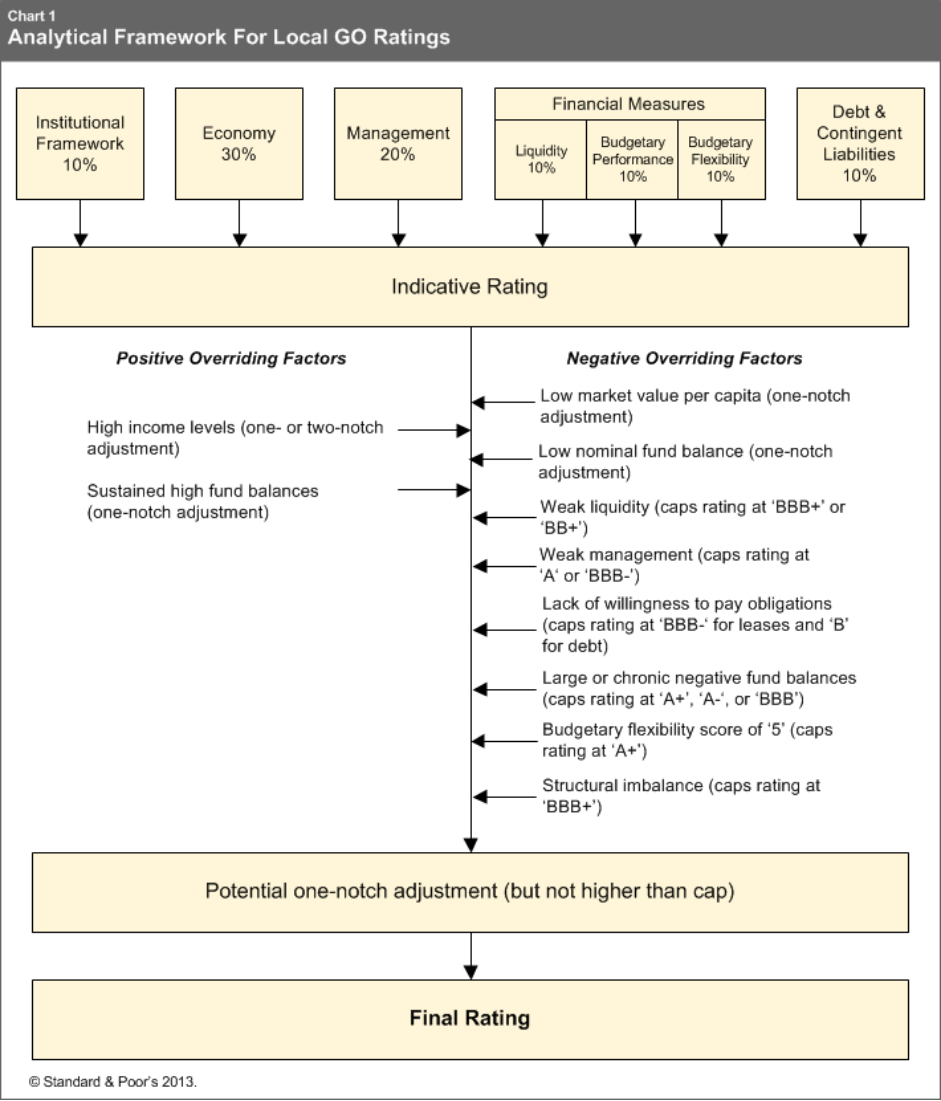 Chart 1
Analytical Framework For Local GO Ratings
Institutional
Framework
10%
Economy
30%
Management
20%
Financial Measures
Liquidity
10%
Budgetary
Performance
10%
Budgetary
Flexibility
10%
Debt &
Contingent
Liabilities
10%
Indicative Rating
Positive Overriding Factors
High income levels (one- or two-notch
adjustment)
Sustained high fund balances
(one-notch adjustment)
Negative Overriding Factors
Low market value per capita (one-notch
adjustment)
Low nominal fund balance (one-notch
adjustment)
Weak liquidity (caps rating at ‘BBB+’ or
‘BB+’)
Weak management (caps rating at
‘A‘ or ‘BBB-’)
Lack of willingness to pay obligations
(caps rating at ‘BBB-‘ for leases and ‘B’
for debt)
Large or chronic negative fund balances
(caps rating at ‘A+’, ‘A-‘, or ‘BBB’)
Budgetary flexibility score of ‘5’ (caps
rating at ‘A+’)
Structural imbalance (caps rating at
‘BBB+’)
Potential one-notch adjustment (but not higher than cap)
Final Rating
© Standard & Poor’s 2013.